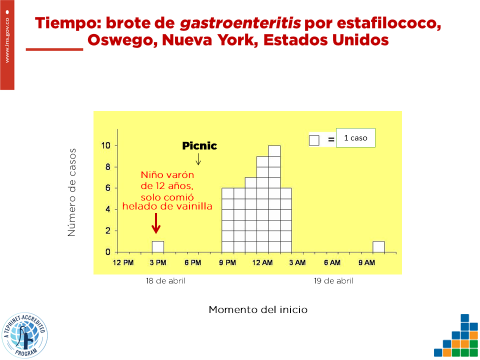 www.ins.gov.co
Tiempo: brote de gastroenteritis por estafilococo,
Oswego, Nueva York, Estados Unidos
Número de casos
10
8
6
4
2
0
Picnic
Niño varón
de 12 años,
solo comió
helado de vainilla
= 1 caso
12 PM 3 PM 6 PM 9 PM 12 AM 3 AM 6 AM 9 AM
18 de abril 19 de abril
Momento del inicio
A TEPHINET ACCREDITED
PROGRAM